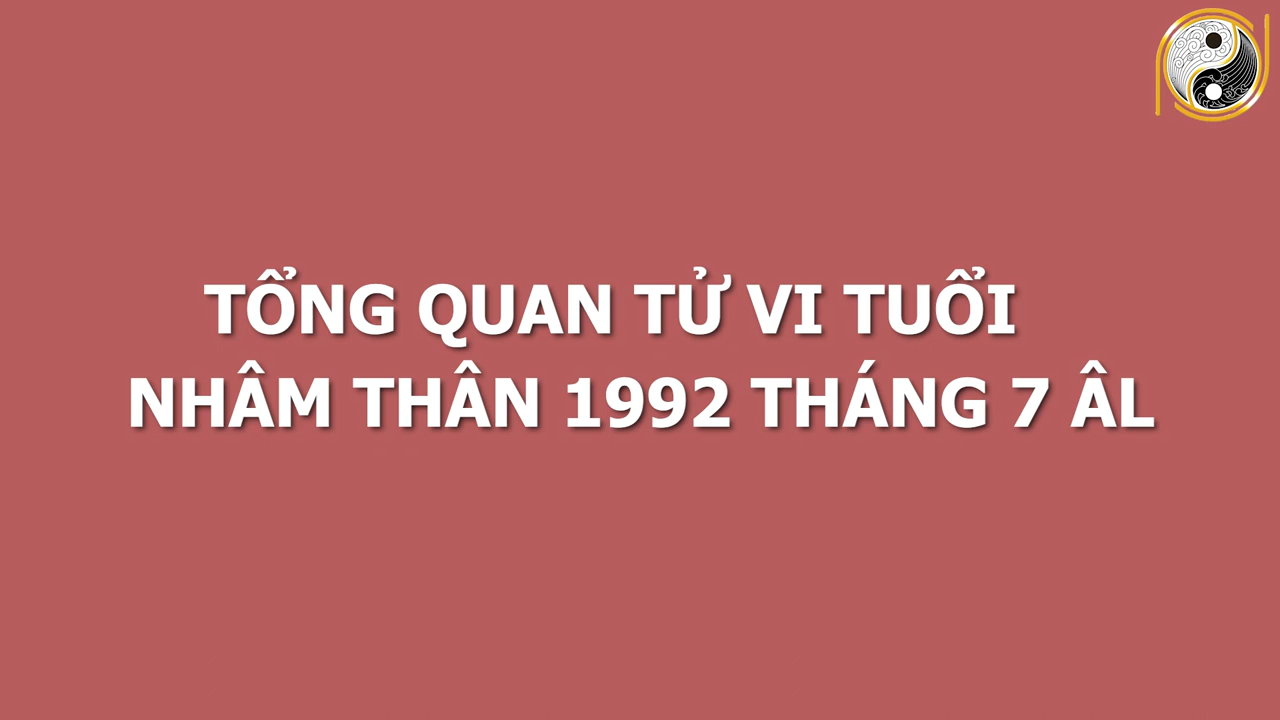 TỔNG QUAN TỬ VI TUỔI
NHÂM THÂN 1992 THÁNG 7 ÂL